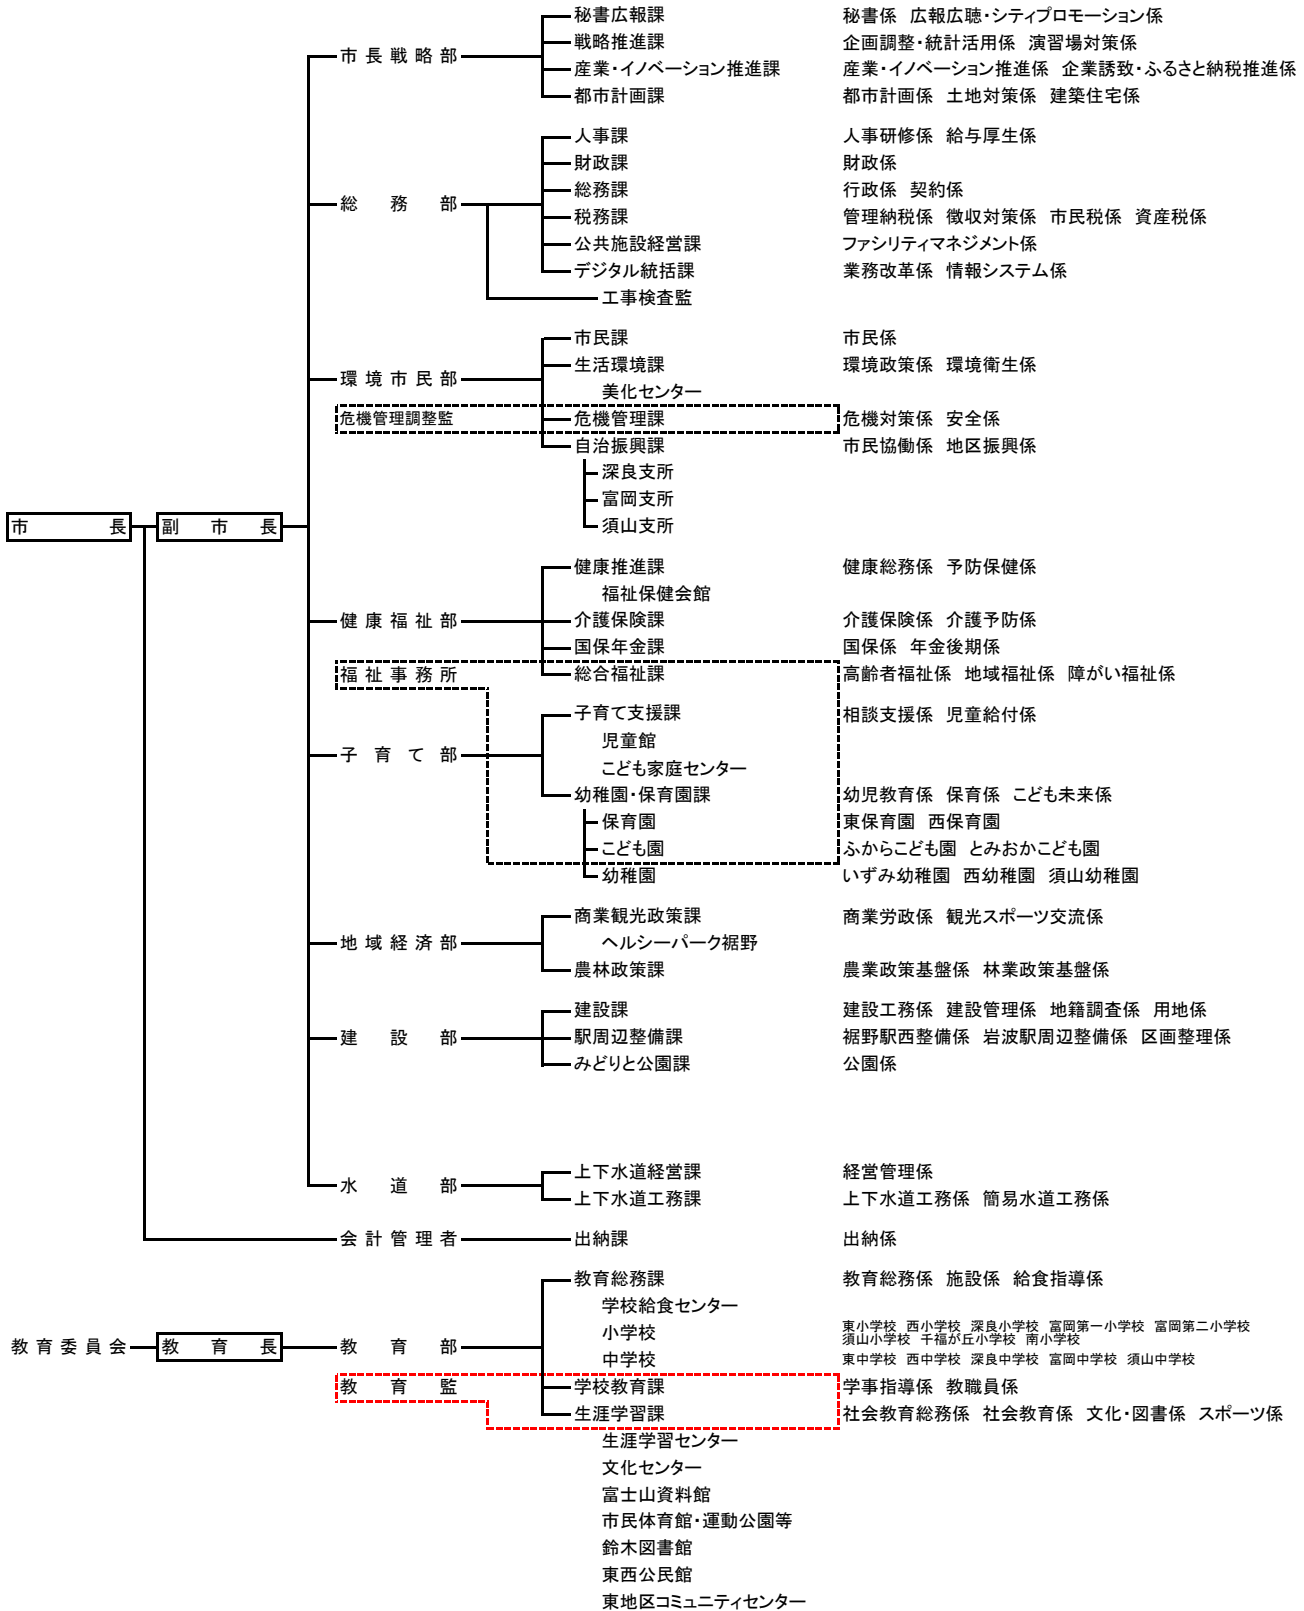 秘書広報課 秘書係 広報広聴・シティプロモーション係
戦略推進課 企画調整・統計活用係 演習場対策係
市長戦略部
産業・イノベーション推進課 産業・イノベーション推進係 企業誘致・ふるさと納税推進係
都市計画課 都市計画係 土地対策係 建築住宅係
人事課 人事研修係 給与厚生係
財政課 財政係
総務課 行政係 契約係
総務部
税務課 管理納税係 徴収対策係 市民税係 資産税係
公共施設経営課 ファシリティマネジメント係
デジタル統括課 業務改革係 情報システム係
工事検査監
市民課 市民係
生活環境課 環境政策係 環境衛生係
環境市民部
美化センター
危機管理調整監 危機管理課 危機対策係 安全係
自治振興課 市民協働係 地区振興係
深良支所
富岡支所
市長 副市長 須山支所
健康推進課 健康総務係 予防保健係
福祉保健会館
健康福祉部 介護保険課 介護保険係 介護予防係
国保年金課 国保係 年金後期係
福祉事務所 総合福祉課 高齢者福祉係 地域福祉係 障がい福祉係
子育て支援課 相談支援係 児童給付係
児童館
子育て部
こども家庭センター
幼稚園・保育園課 幼児教育係 保育係 こども未来係
保育園 東保育園 西保育園
こども園 ふからこども園 とみおかこども園
幼稚園 いずみ幼稚園 西幼稚園 須山幼稚園
商業観光政策課 商業労政係 観光スポーツ交流係
地域経済部 ヘルシーパーク裾野
農林政策課 農業政策基盤係 林業政策基盤係
建設課 建設工務係 建設管理係 地籍調査係 用地係
建設部 駅周辺整備課 裾野駅西整備係 岩波駅周辺整備係 区画整理係
みどりと公園課 公園係
上下水道経営課 経営管理係
水道部
上下水道工務課 上下水道工務係 簡易水道工務係
会計管理者 出納課 出納係
教育総務課 教育総務係 施設係 給食指導係
学校給食センター
小学校 東小学校 西小学校 深良小学校 富岡第一小学校 富岡第二小学校
須山小学校 千福が丘小学校 南小学校
教育委員会 教育長 教育部
中学校 東中学校 西中学校 深良中学校 富岡中学校 須山中学校
教育監 学校教育課 学事指導係 教職員係
生涯学習課 社会教育総務係 社会教育係 文化・図書係 スポーツ係
生涯学習センター
文化センター
富士山資料館
市民体育館・運動公園等
鈴木図書館
東西公民館
東地区コミュニティセンター